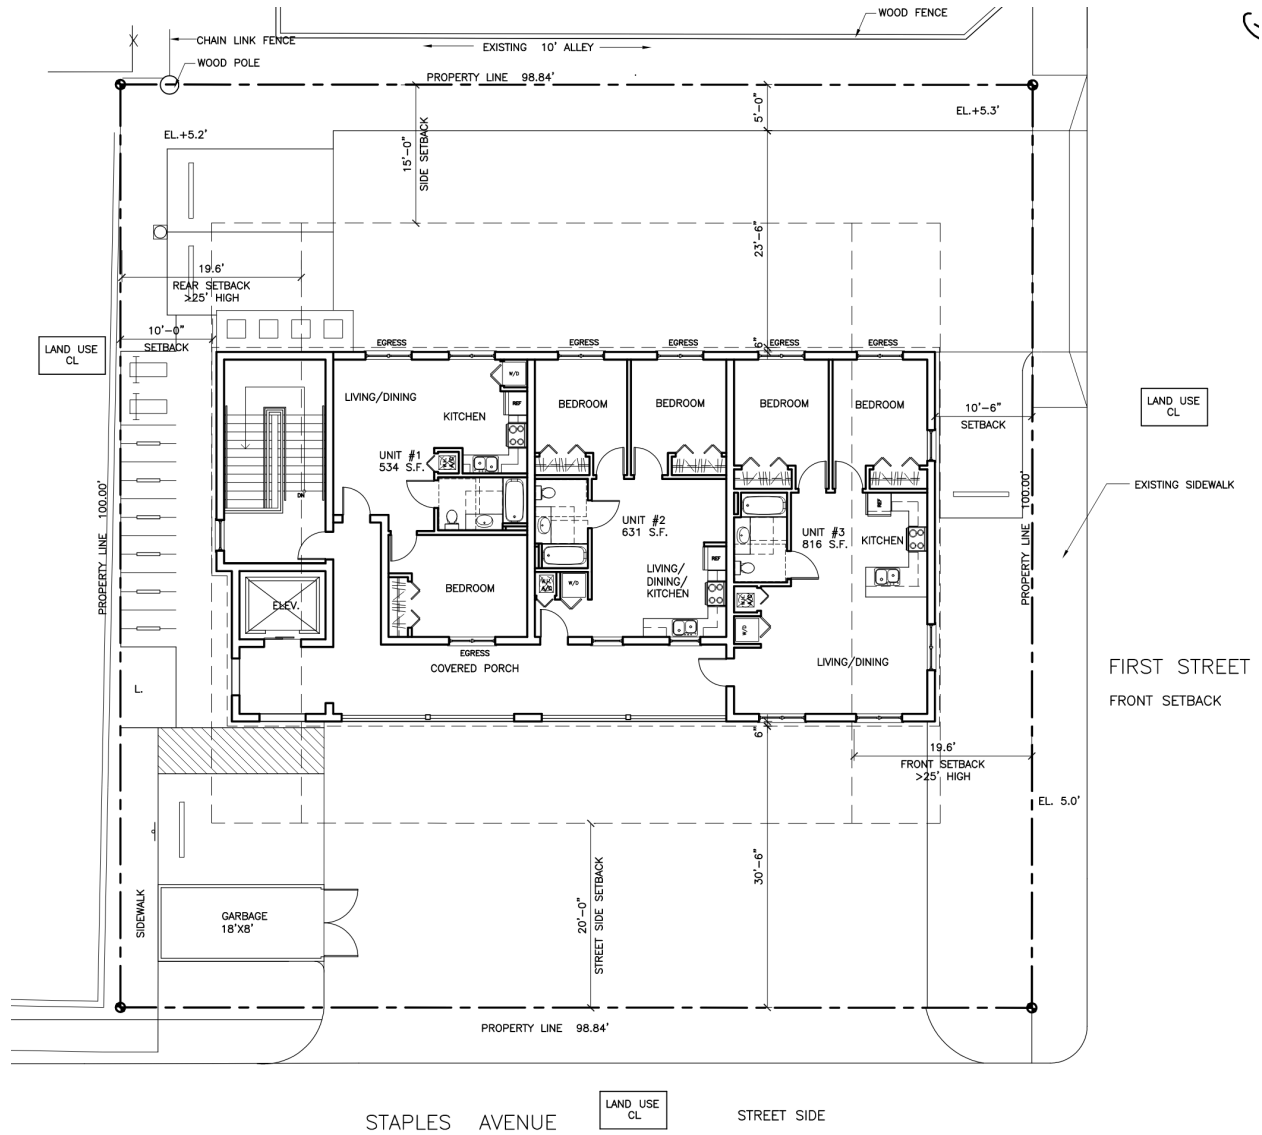 WOOD FENCE
CHAIN LINK FENCE
EXISTING 10' ALLEY
WOOD POLE
PROPERTY LINE 98.84'
EL.+5.2'
EL.+5.3'
5'-0"
15'-0"
SIDE SETBACK
23'-6"
19.6'
REAR SETBACK
>25' HIGH
10'-0"
SETBACK
LAND USE
CL
EGRESS
EGRESS
EGRESS
6"
EGRESS
EGRESS
LIVING/DINING
KITCHEN
W/D
REF
BEDROOM
BEDROOM
BEDROOM
BEDROOM
10'-6"
SETBACK
LAND USE
CL
UNIT #1
534 S.F.
DN
PROPERTY LINE 100.00'
EXISTING SIDEWALK
PROPERTY LINE 100.00'
UNIT #2
631 S.F.
UNIT #3
816 S.F.
KITCHEN
REF
LIVING/
DINING/
KITCHEN
REF
W/D
BEDROOM
ELEV.
W/D
EGRESS
COVERED PORCH
LIVING/DINING
FIRST STREET
FRONT SETBACK
L.
6"
19.6'
FRONT SETBACK
>25' HIGH
EL. 5.0'
30'-6"
20'-0"
STREET SIDE SETBACK
SIDEWALK
GARBAGE
18'X8'
PROPERTY LINE 98.84'
STAPLES AVENUE
LAND USE
CL
STREET SIDE